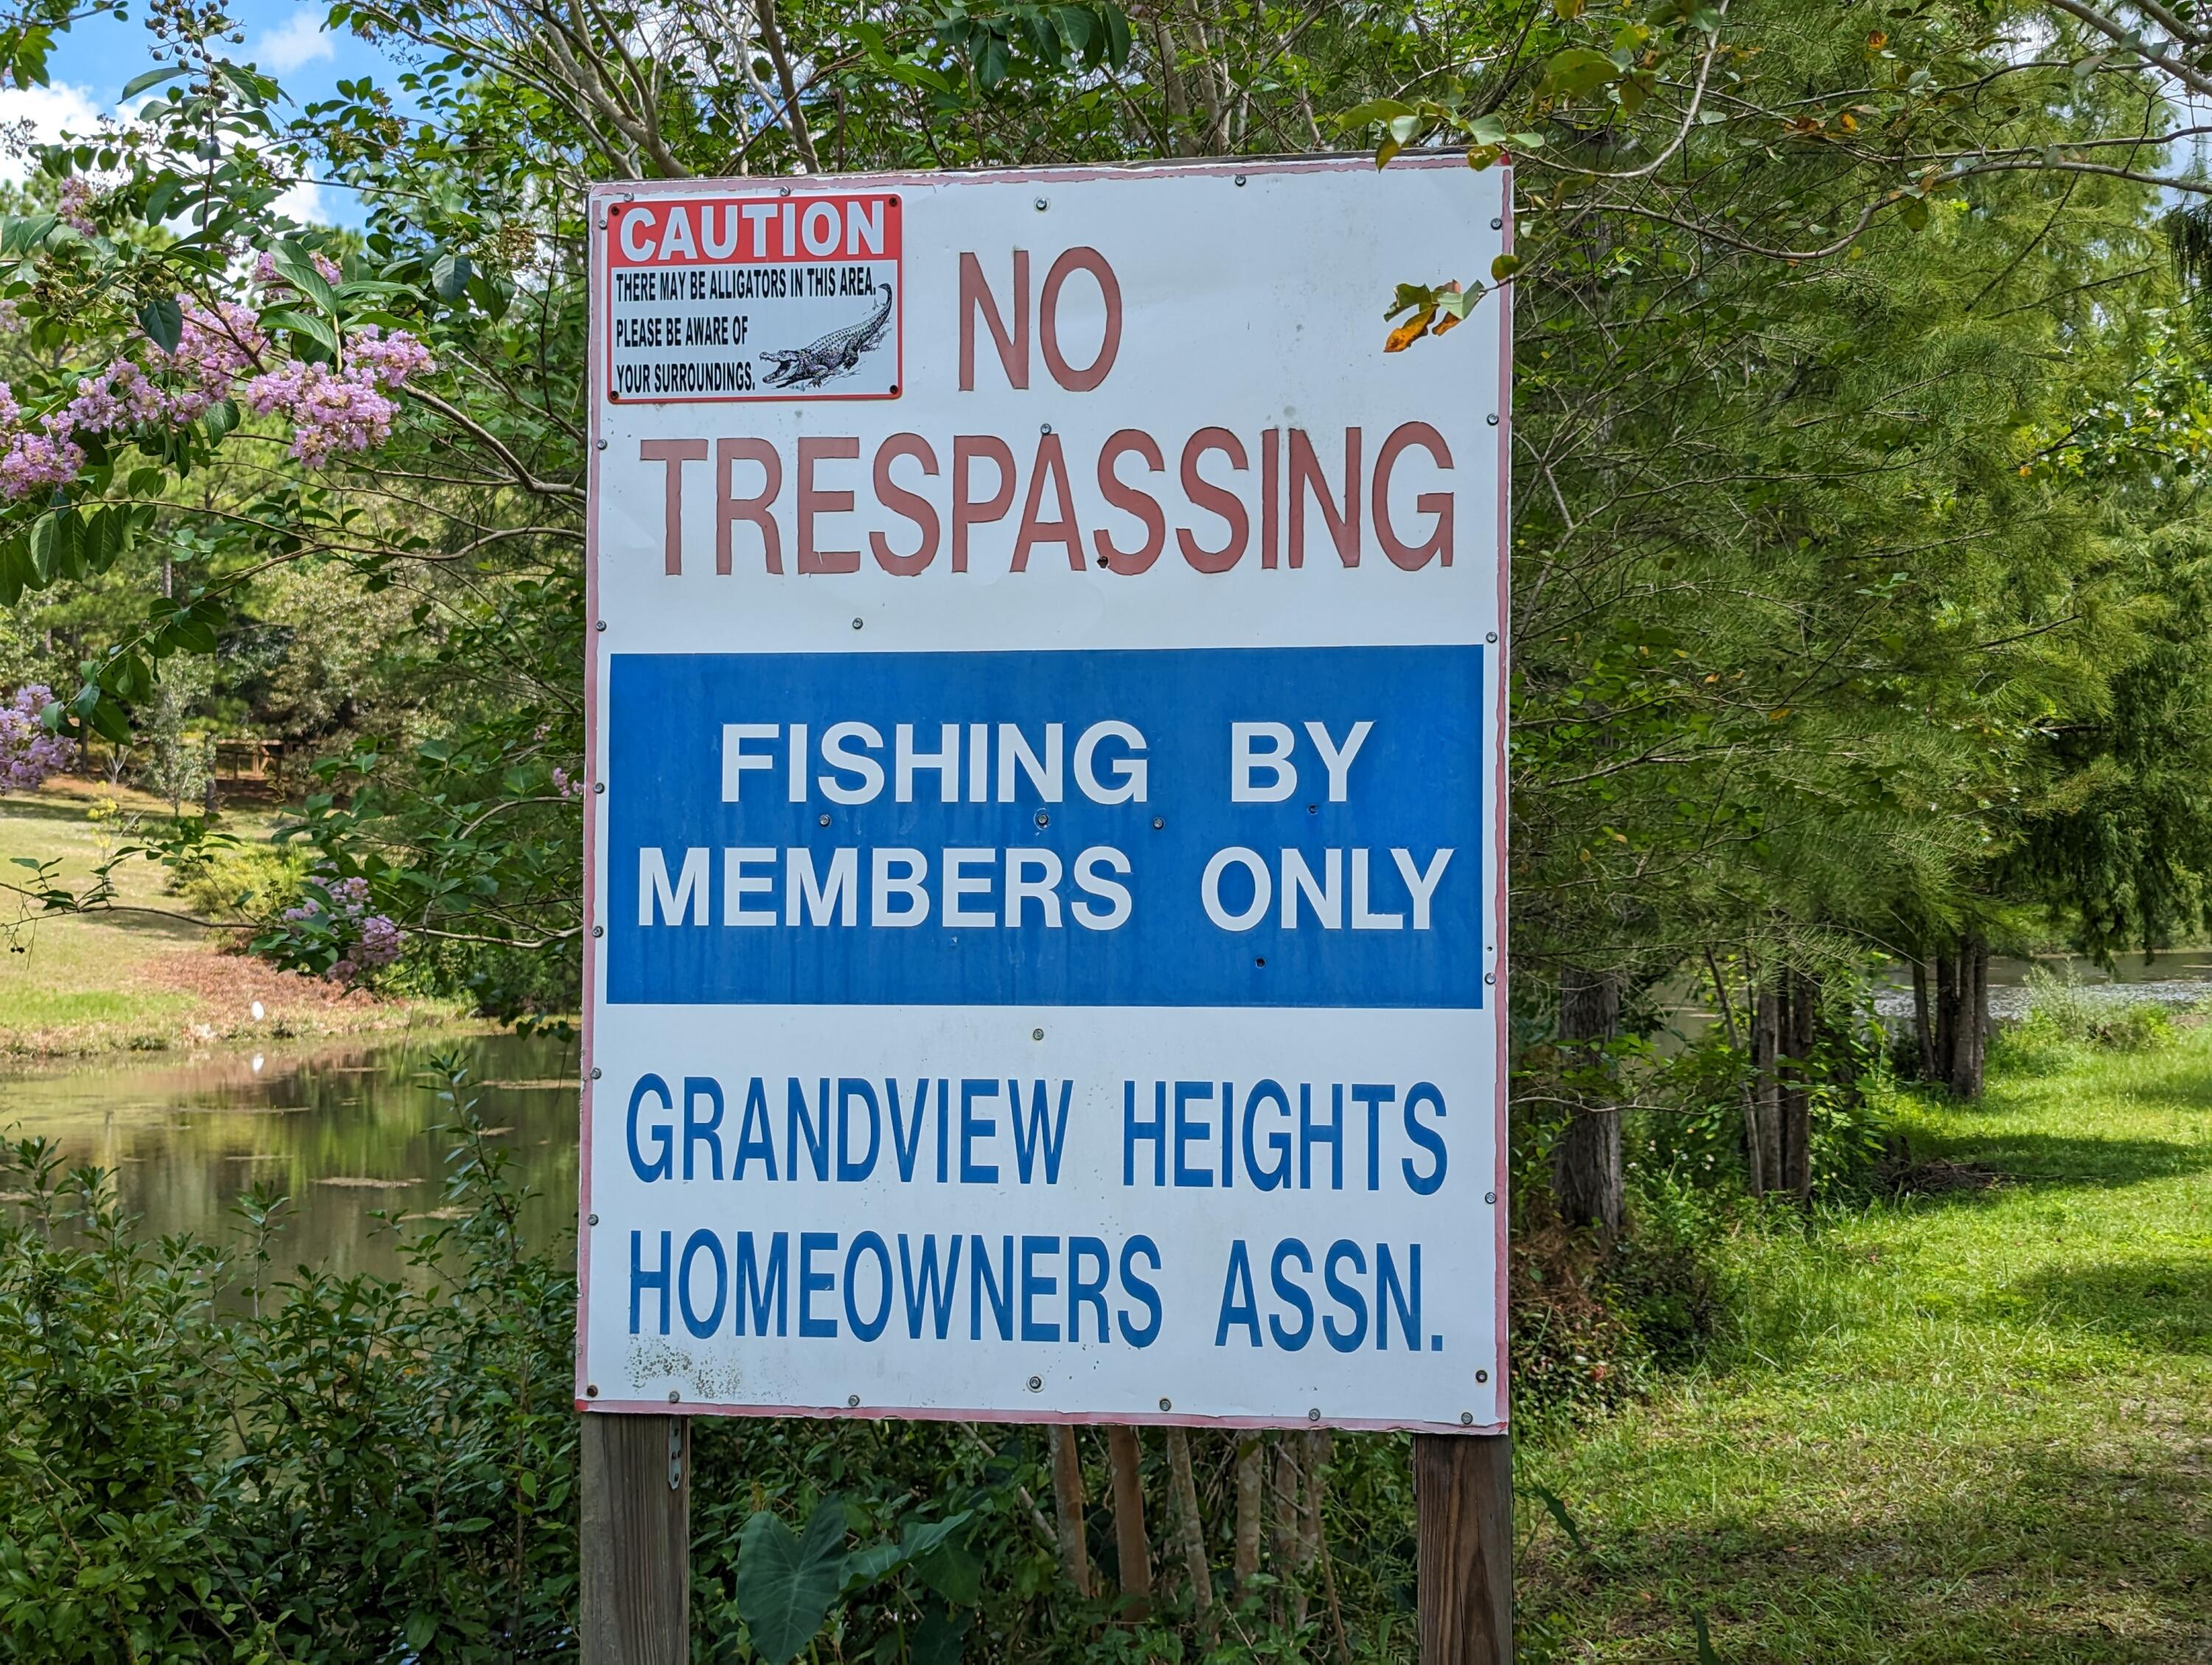 CAUTION
THERE MAY BE ALLIGATORS IN THIS AREA.
PLEASE BE AWARE OF
YOUR SURROUNDINGS.
NO
TRESPASSING
FISHING BY
MEMBERS ONLY
GRANDVIEW HEIGHTS
HOMEOWNERS ASSN.